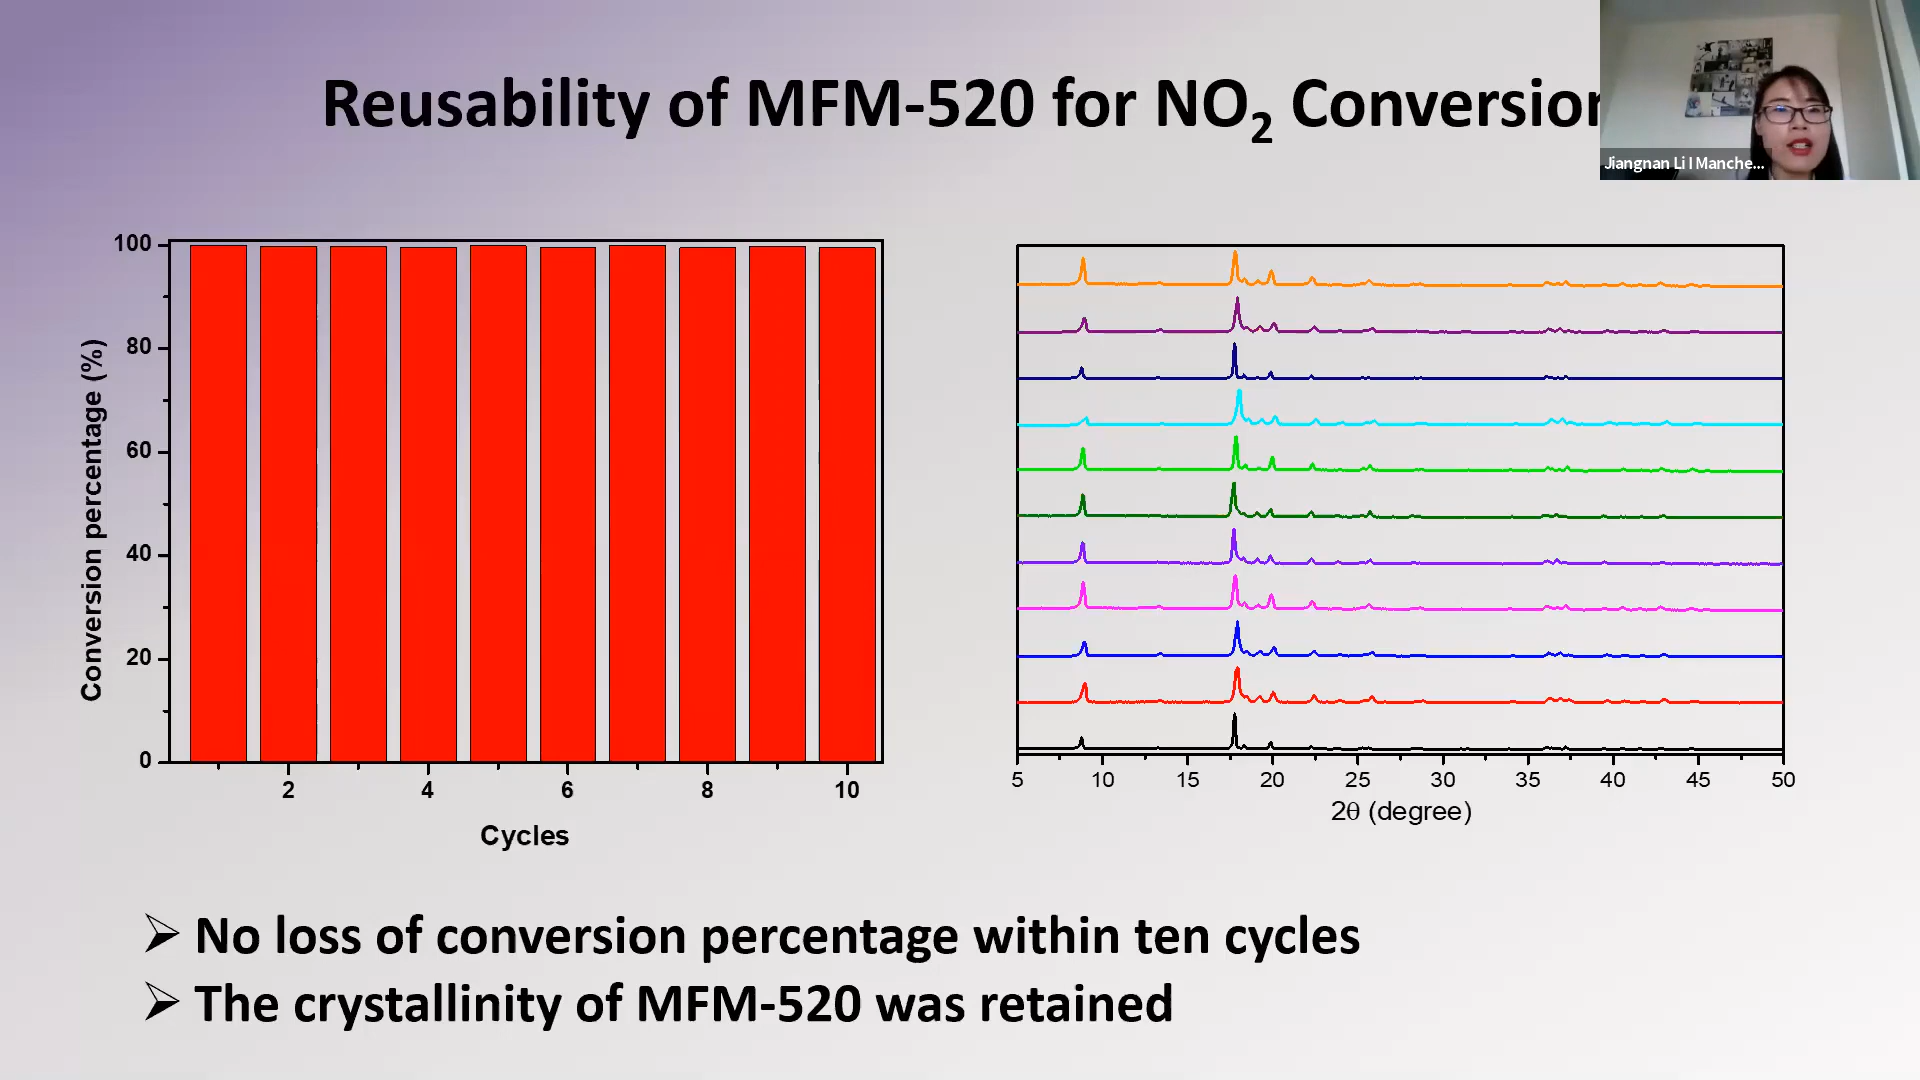 Reusability of MFM-520 for NO2 Conversion
Jiangnan Li I Manche...
100
80
60
40
20
0
Conversion percentage (%)
2 4 6 8 10
Cycles
5 10 15 20 25 30 35 40 45 50
2θ (degree)
➢ No loss of conversion percentage within ten cycles
➢ The crystallinity of MFM-520 was retained